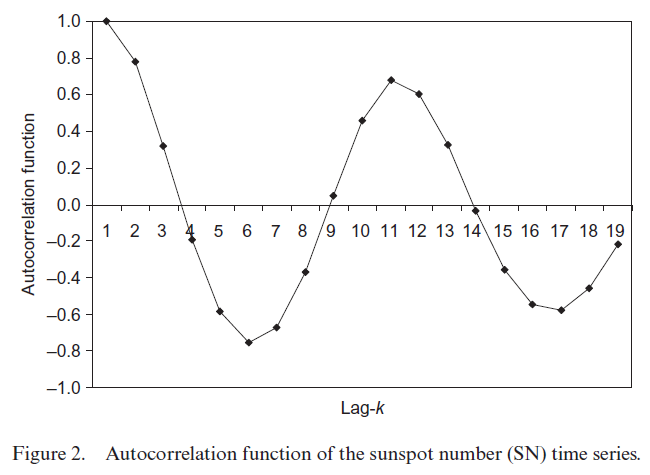 1.0
0.8
0.6
0.4
0.2
0.0
–0.2
–0.4
–0.6
–0.8
–1.0
Autocorrelation function
1 2 3 4 5 6 7 8 9 10 11 12 13 14 15 16 17 18 19
Lag-k
Figure 2. Autocorrelation function of the sunspot number (SN) time series.